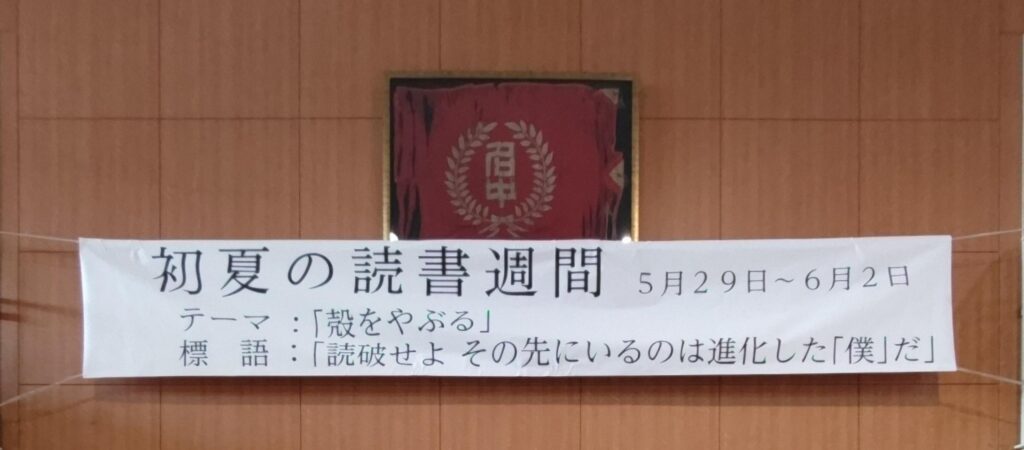 初夏の読書週間 5月29日~6月2日
テーマ:「殻をやぶる」
標 語:「読破せよ その先にいるのは進化した「僕」だ」